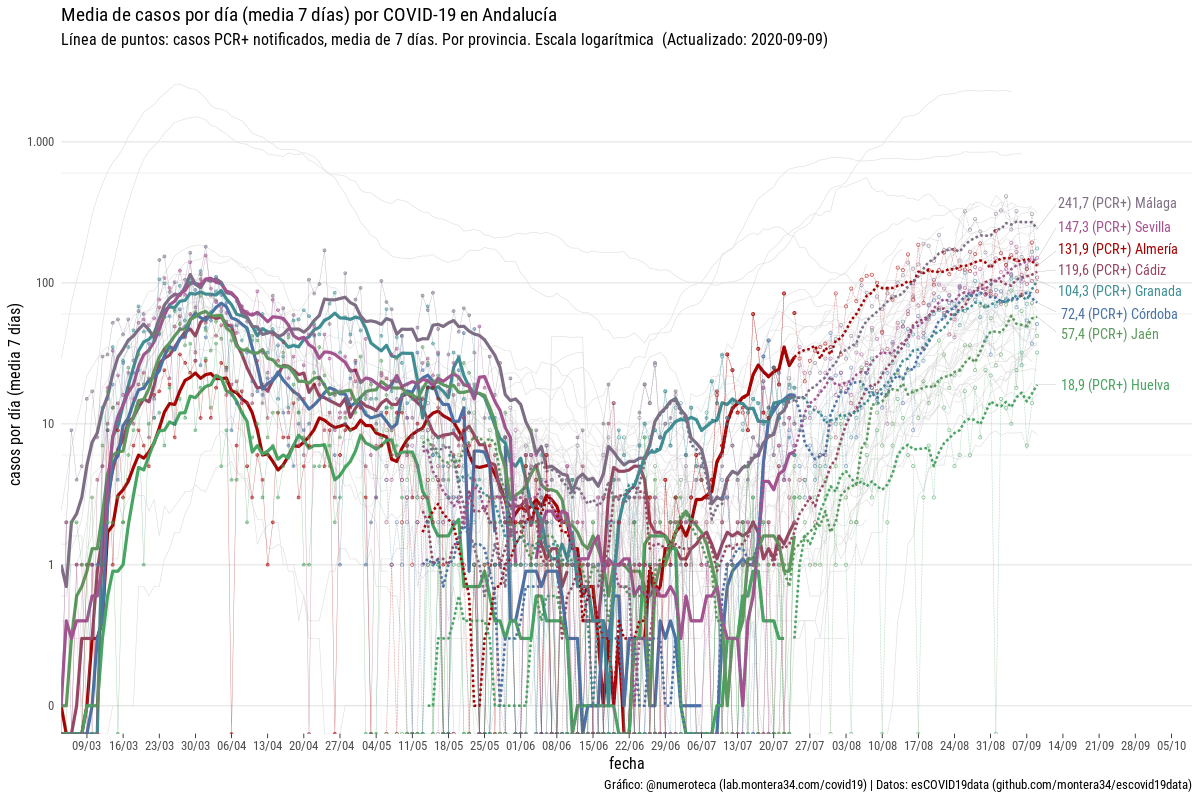 Media de casos por día (media 7 días) por COVID-19 en Andalucía
Línea de puntos: casos PCR+ notificados, media de 7 días. Por provincia. Escala logarítmica  (Actualizado: 2020-09-09)
casos por día (media 7 días)
1.000
100
10
1
0
241,7 (PCR+) Málaga
147,3 (PCR+) Sevilla
131,9 (PCR+) Almería
119,6 (PCR+) Cádiz
104,3 (PCR+) Granada
72,4 (PCR+) Córdoba
57,4 (PCR+) Jaén
18,9 (PCR+) Huelva
09/03 16/03 23/03 30/03 06/04 13/04 20/04 27/04 04/05 11/05 18/05 25/05 01/06 08/06 15/06 22/06 29/06 06/07 13/07 20/07 27/07 03/08 10/08 17/08 24/08 31/08 07/09 14/09 21/09 28/09 05/10
fecha
Gráfico: @numeroteca (lab.montera34.com/covid19) | Datos: esCOVID19data (github.com/montera34/escovid19data)